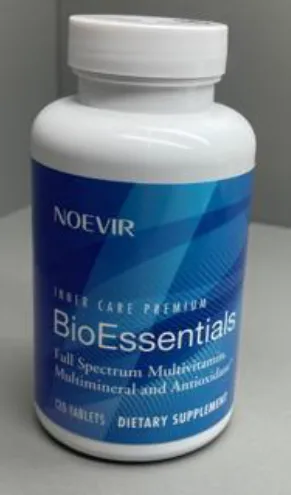 NOEVIR
INNER CARE PREMIUM
BioEssentials
Full Spectrum Multivitamin,
Multimineral and Antioxidant
120 TABLETS DIETARY SUPPLEMENT